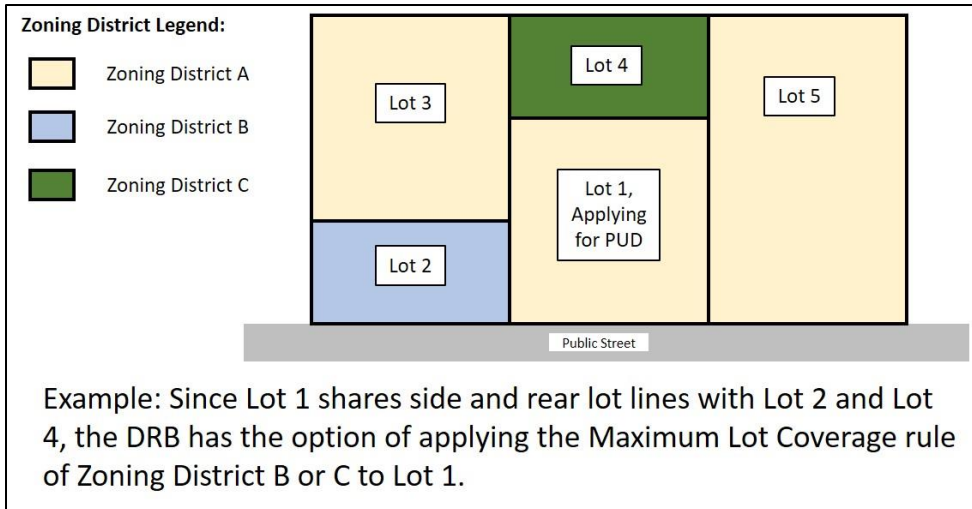 Zoning District Legend:
Zoning District A
Zoning District B
Zoning District C
Lot 3
Lot 4
Lot 5
Lot 1,
Applying
for PUD
Lot 2
Public Street
Example: Since Lot 1 shares side and rear lot lines with Lot 2 and Lot
4, the DRB has the option of applying the Maximum Lot Coverage rule
of Zoning District B or C to Lot 1.